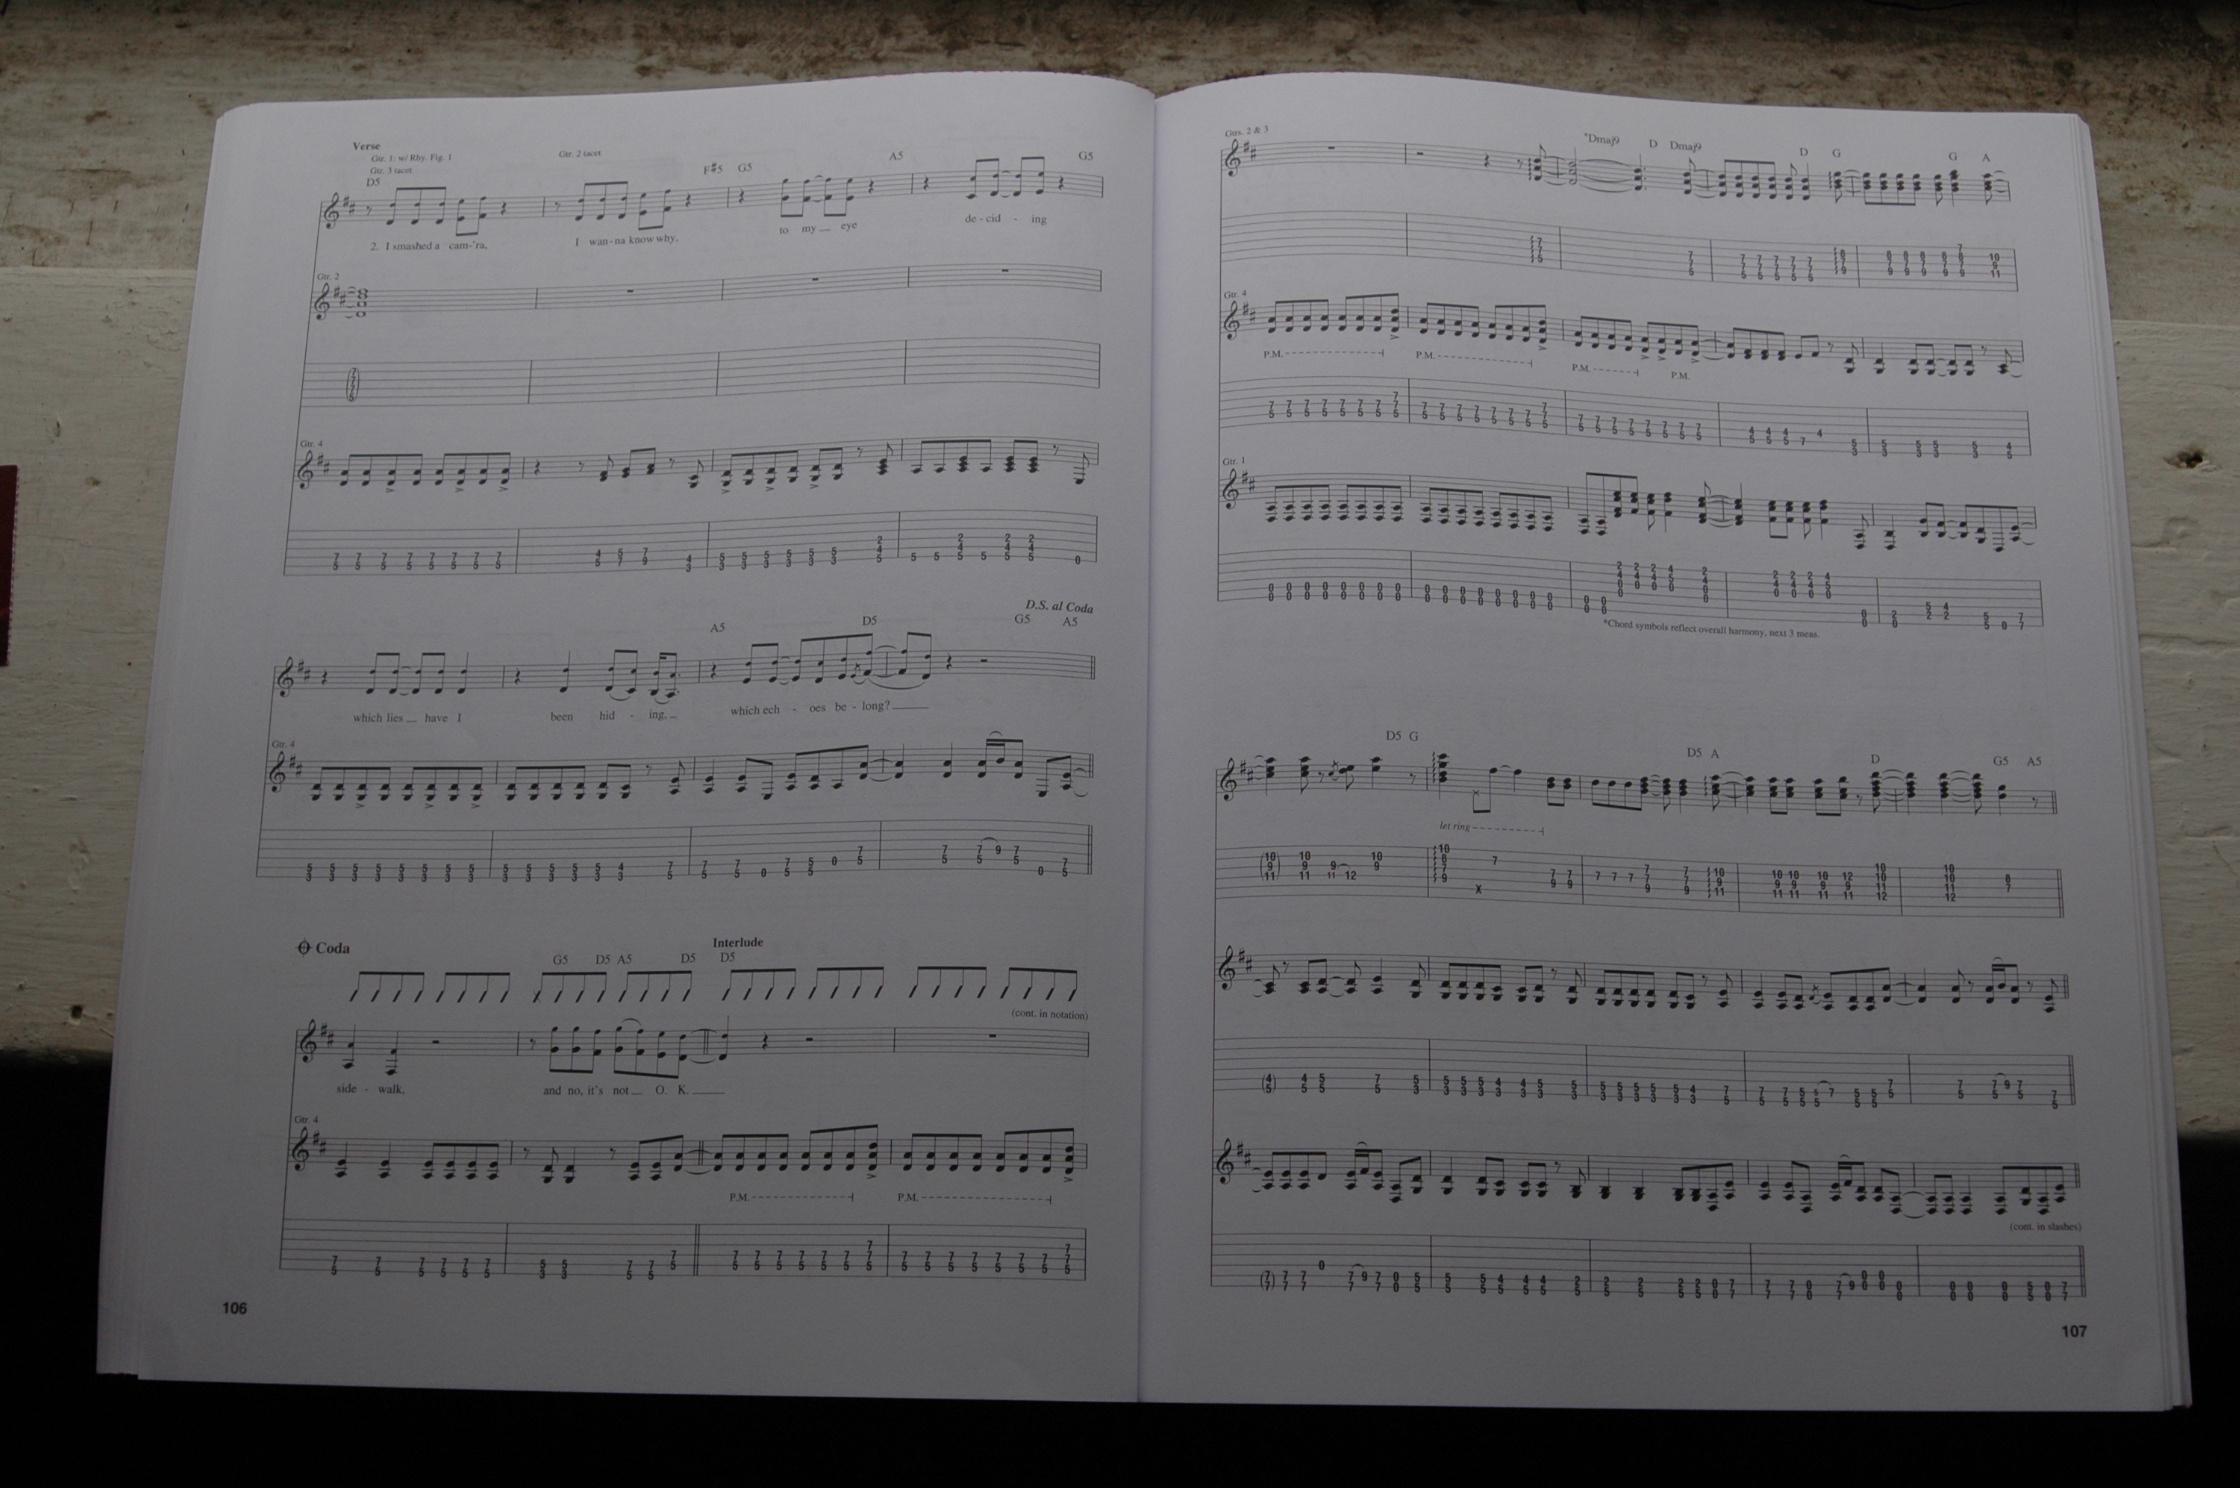 Verse
Gtr. 1: w/ Rhy. Fig. 1
Gtr. 3 tacet
Gtr. 2 tacet
D5 F#5 G5 A5 G5
2. I smashed a cam-'ra, I wan-na know why, to my eye de-cid-ing
Gtr. 2
Gtr. 4
D.S. al Coda
A5 D5 G5 A5
which lies have I been hid-ing, which ech-oes be-long?
Gtr. 4
Coda
Interlude
G5 D5 A5 D5 D5
(cont. in notation)
side-walk, and no, it's not O. K.
Gtr. 4
P.M. P.M.
106
Gtrs. 2 & 3
*Dmaj9 D Dmaj9 D G G A
Gtr. 4
P.M. P.M. P.M. P.M.
Gtr. 1
*Chord symbols reflect overall harmony, next 3 meas.
D5 G D5 A D G5 A5
let ring
(cont. in slashes)
107